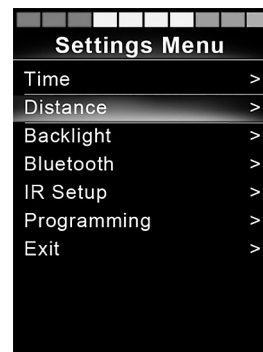 Settings Menu
Time >
Distance >
Backlight >
Bluetooth >
IR Setup >
Programming >
Exit >